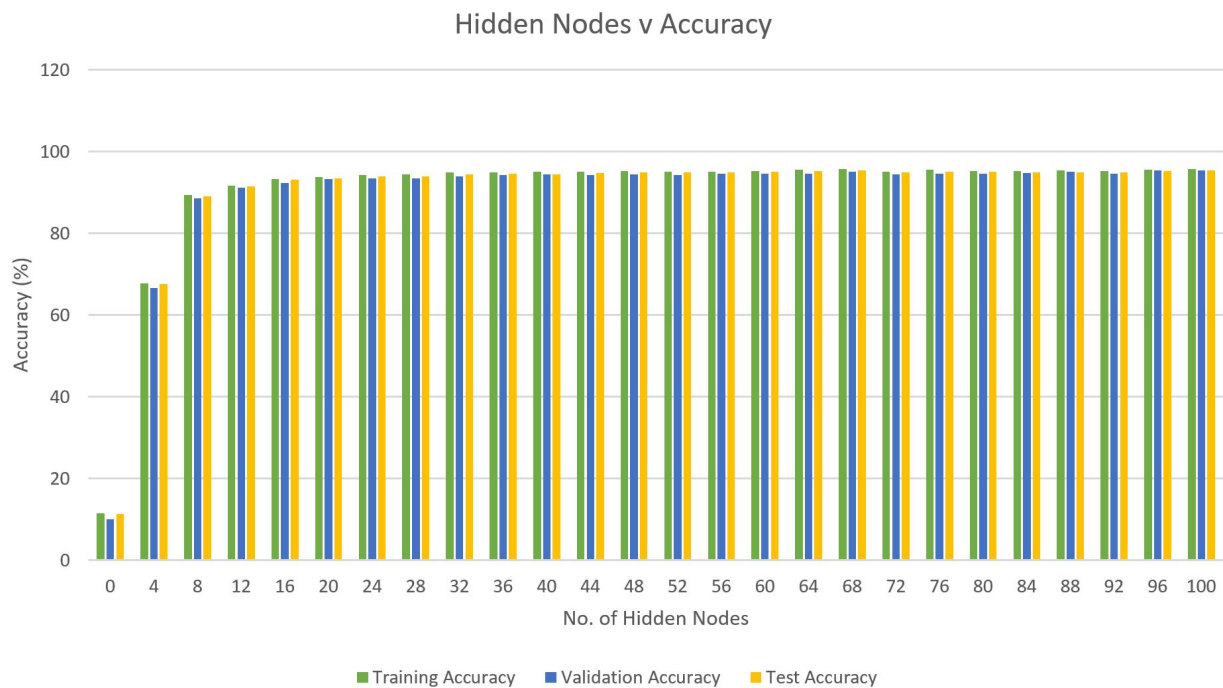 Hidden Nodes v Accuracy
120
100
80
60
40
20
0
Accuracy (%)
0 4 8 12 16 20 24 28 32 36 40 44 48 52 56 60 64 68 72 76 80 84 88 92 96 100
No. of Hidden Nodes
Training Accuracy Validation Accuracy Test Accuracy